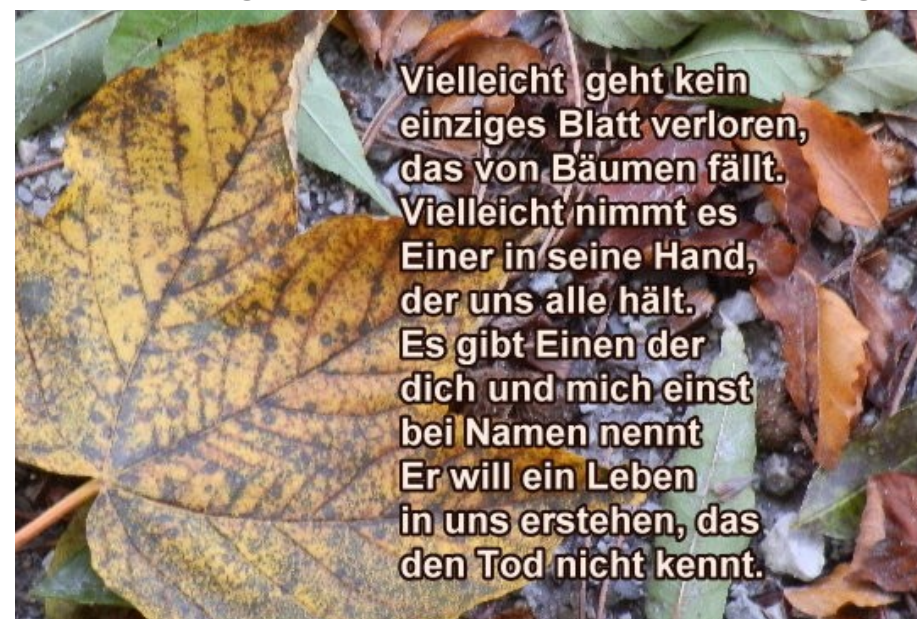 Vielleicht  geht kein
einziges Blatt verloren,
das von Bäumen fällt.
Vielleicht nimmt es
Einer in seine Hand,
der uns alle hält.
Es gibt Einen der
dich und mich einst
bei Namen nennt
Er will ein Leben
in uns erstehen, das
den Tod nicht kennt.